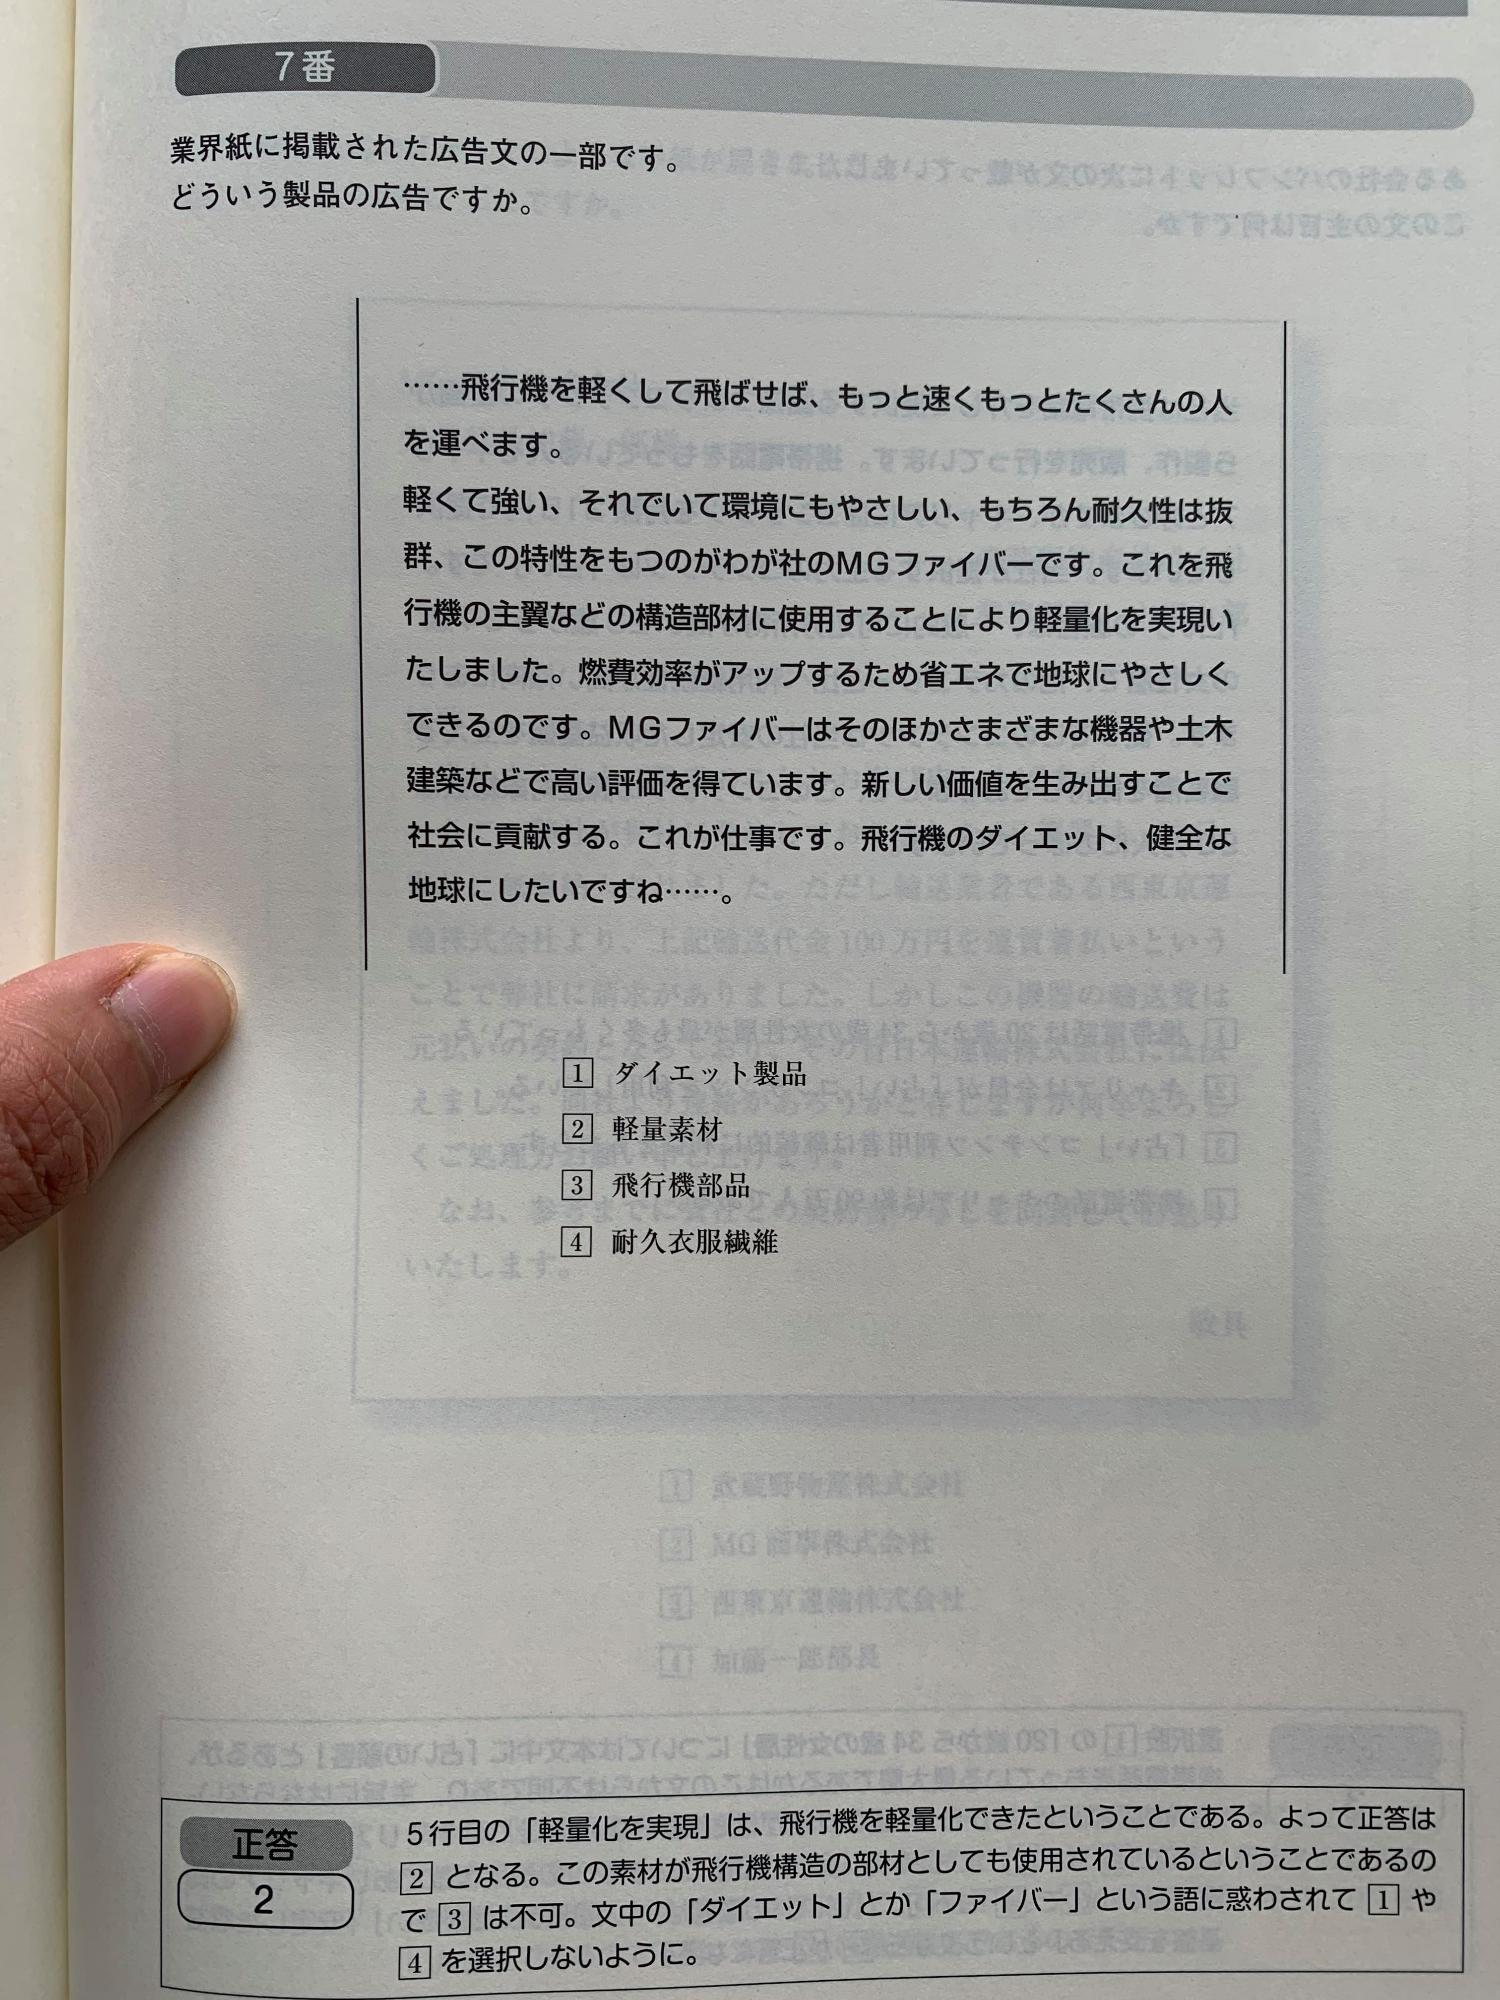 7番
業界紙に掲載された広告文の一部です。
どういう製品の広告ですか。
……飛行機を軽くして飛ばせば、もっと速くもっとたくさんの人
を運べます。
軽くて強い、それでいて環境にもやさしい、もちろん耐久性は抜
群、この特性をもつのがわが社のMGファイバーです。これを飛
行機の主翼などの構造部材に使用することにより軽量化を実現い
たしました。燃費効率がアップするため省エネで地球にやさしく
できるのです。MGファイバーはそのほかさまざまな機器や土木
建築などで高い評価を得ています。新しい価値を生み出すことで
社会に貢献する。これが仕事です。飛行機のダイエット、健全な
地球にしたいですね……。
1 ダイエット製品
2 軽量素材
3 飛行機部品
4 耐久衣服繊維
正答
2
5行目の「軽量化を実現」は、飛行機を軽量化できたということである。よって正答は
2 となる。この素材が飛行機構造の部材としても使用されているということであるの
で 3 は不可。文中の「ダイエット」とか「ファイバー」という語に惑わされて 1 や
4 を選択しないように。